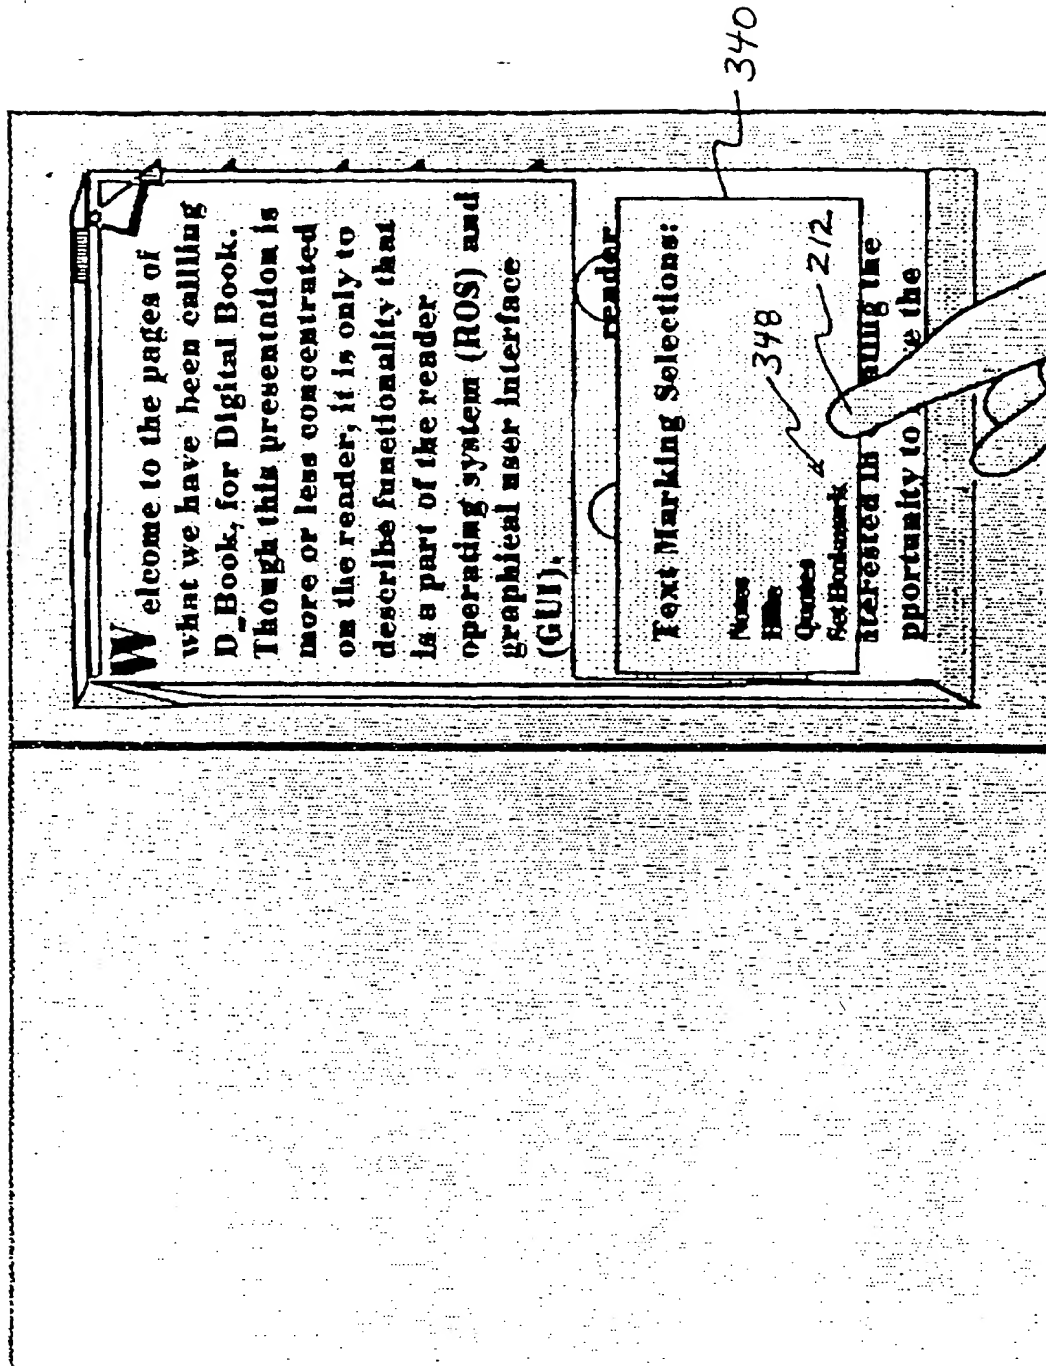 Welcome to the pages of
what we have been calling
D_Book, for Digital Book.
Though this presentation is
more or less concentrated
on the reader, it is only to
describe functionality that
is a part of the reader
operating system (ROS) and
graphical user interface
(GUI).
reader
Text Marking Selections:
Notes
Quotes
Set Bookmark
nterested in
the
pportunity to
the
348
212
340